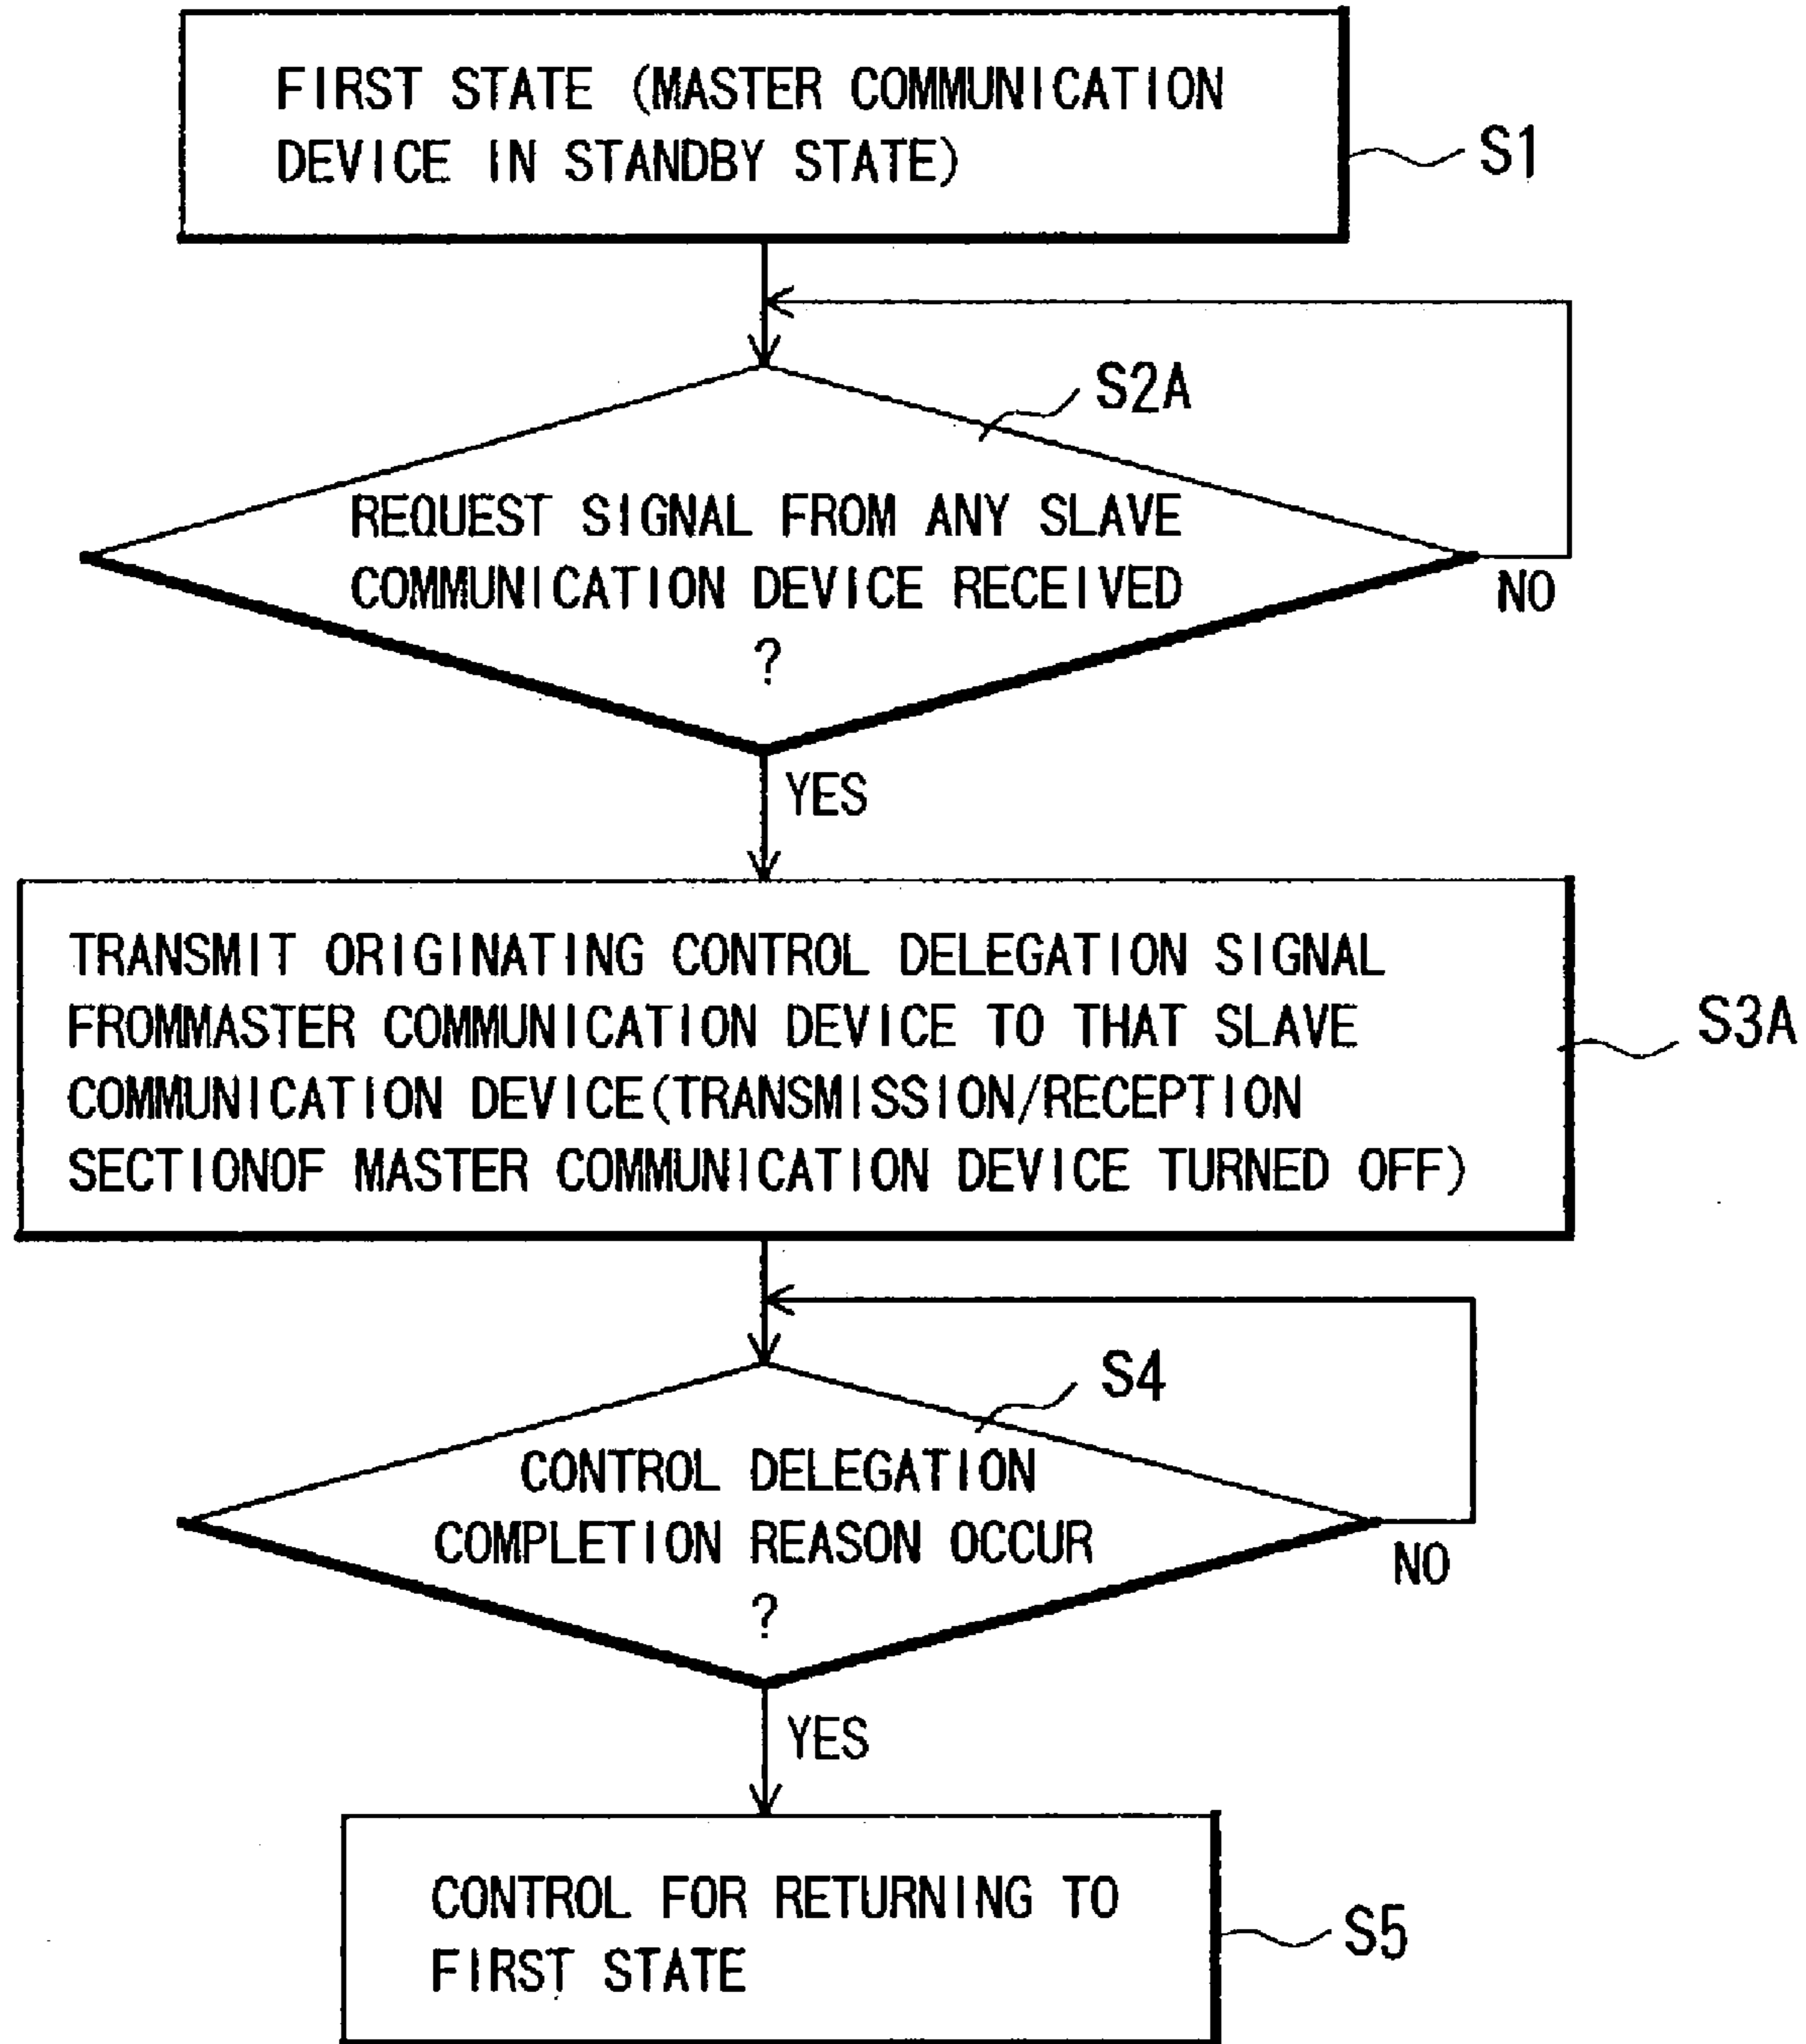 FIRST STATE (MASTER COMMUNICATION
DEVICE IN STANDBY STATE)
S1
S2A
REQUEST SIGNAL FROM ANY SLAVE
COMMUNICATION DEVICE RECEIVED
?
NO
YES
TRANSMIT ORIGINATING CONTROL DELEGATION SIGNAL
FROMMASTER COMMUNICATION DEVICE TO THAT SLAVE
COMMUNICATION DEVICE(TRANSMISSION/RECEPTION
SECTIONOF MASTER COMMUNICATION DEVICE TURNED OFF)
S3A
S4
CONTROL DELEGATION
COMPLETION REASON OCCUR
?
NO
YES
CONTROL FOR RETURNING TO
FIRST STATE
S5